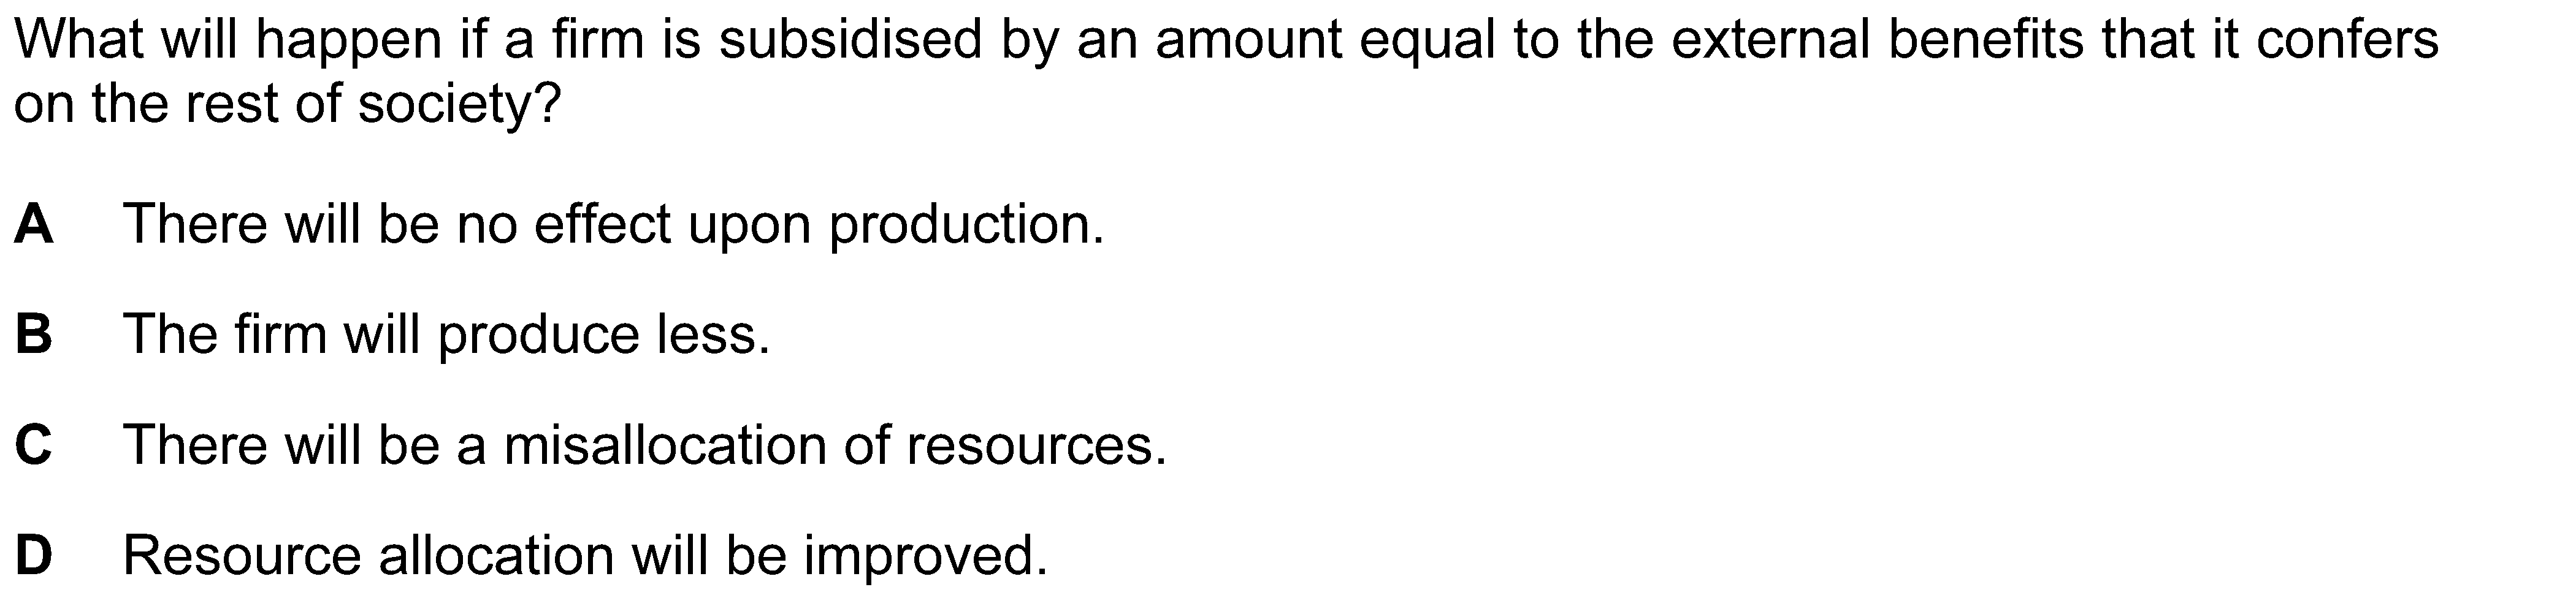 What will happen if a firm is subsidised by an amount equal to the external benefits that it confers
on the rest of society?
A There will be no effect upon production.
B The firm will produce less.
C There will be a misallocation of resources.
D Resource allocation will be improved.